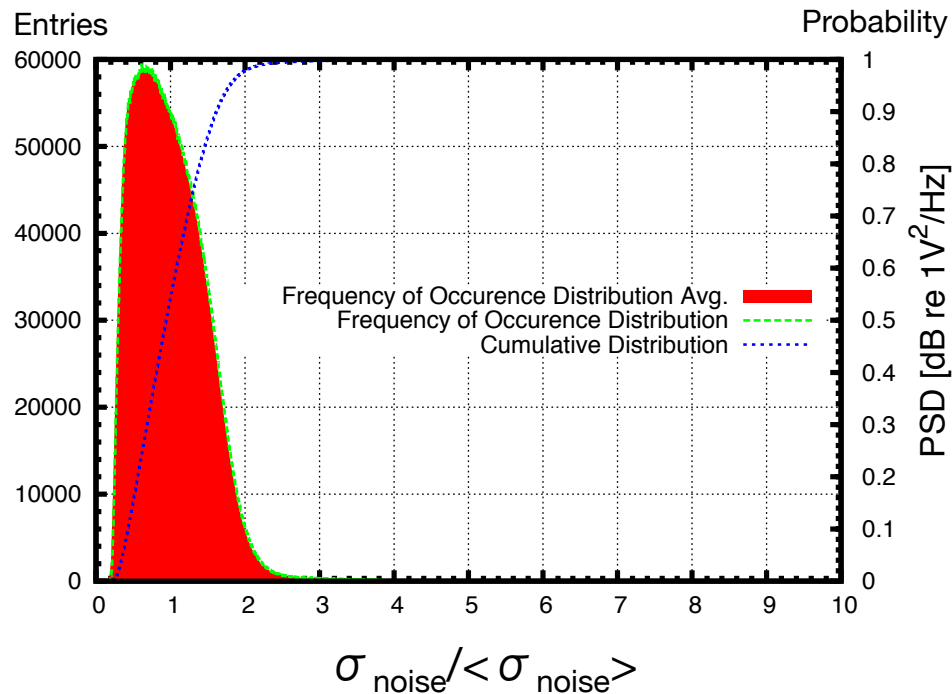 Entries
Probability
60000
50000
40000
30000
20000
10000
0
1
0.9
0.8
0.7
0.6
0.5
0.4
0.3
0.2
0.1
0
PSD [dB re 1V²/Hz]
Frequency of Occurence Distribution Avg.
Frequency of Occurence Distribution
Cumulative Distribution
0 1 2 3 4 5 6 7 8 9 10
σ noise/< σ noise>